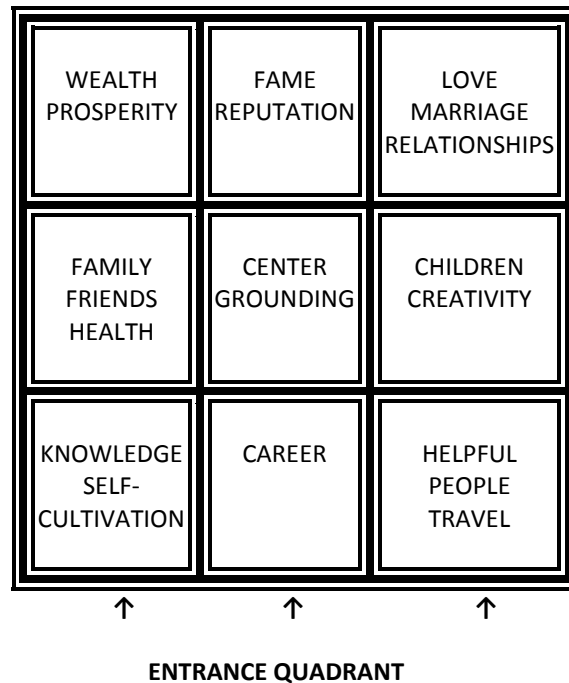 WEALTH
PROSPERITY
FAME
REPUTATION
LOVE
MARRIAGE
RELATIONSHIPS
FAMILY
FRIENDS
HEALTH
CENTER
GROUNDING
CHILDREN
CREATIVITY
KNOWLEDGE
SELF-
CULTIVATION
CAREER
HELPFUL
PEOPLE
TRAVEL
↑ ↑ ↑
ENTRANCE QUADRANT